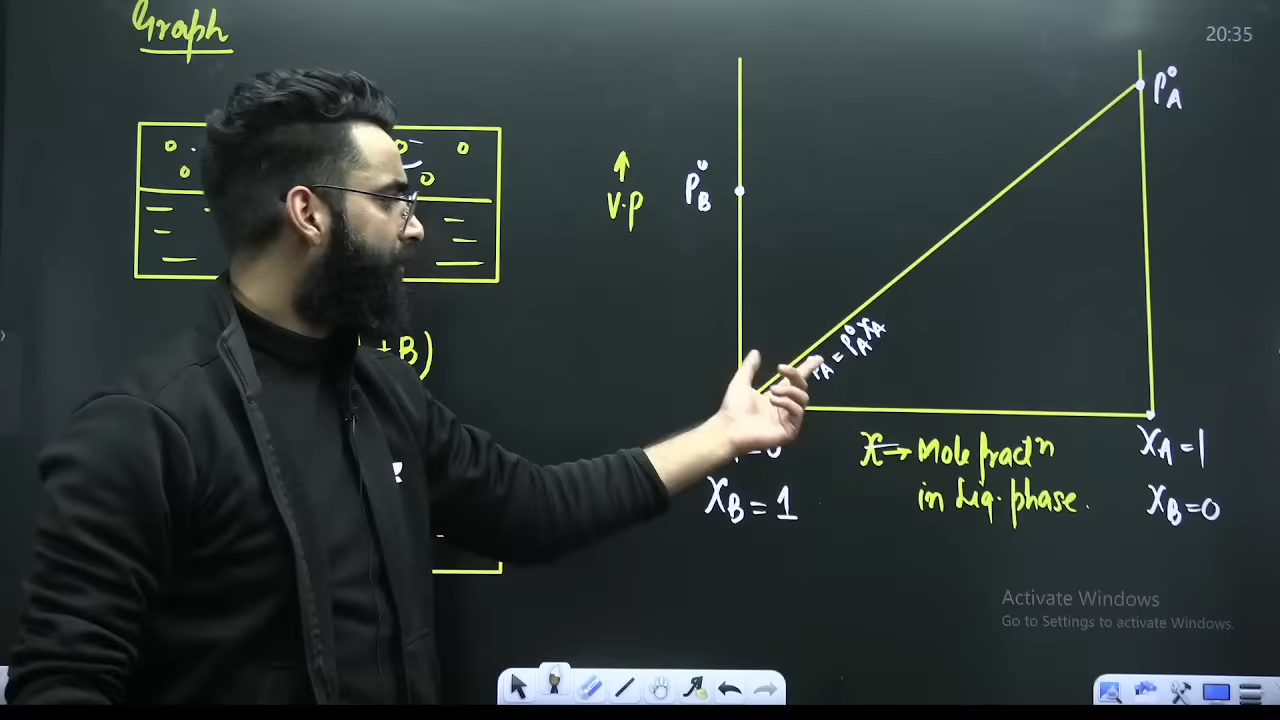 Graph
20:35
P°A
P°B
↑
V.P
PA = P°A XA
+ B)
x → Mole fractn
in Liq. phase.
XA = 1
XB = 1
XB = 0
Activate Windows
Go to Settings to activate Windows.